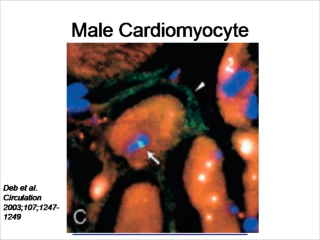 Male Cardiomyocyte
Deb et al.
Circulation
2003;107;1247-
1249
C